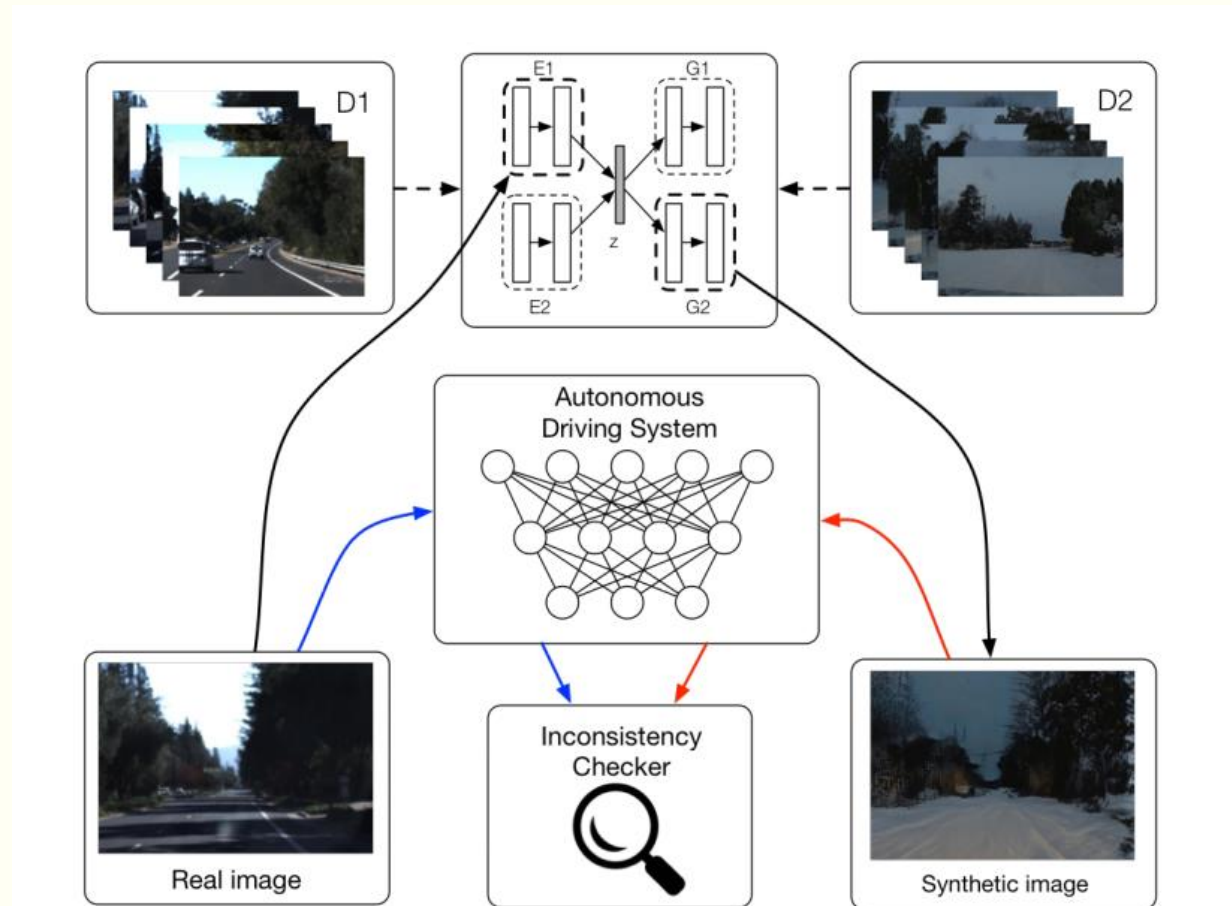 D1
E1
G1
D2
z
E2
G2
Autonomous
Driving System
Inconsistency
Checker
Real image
Synthetic image